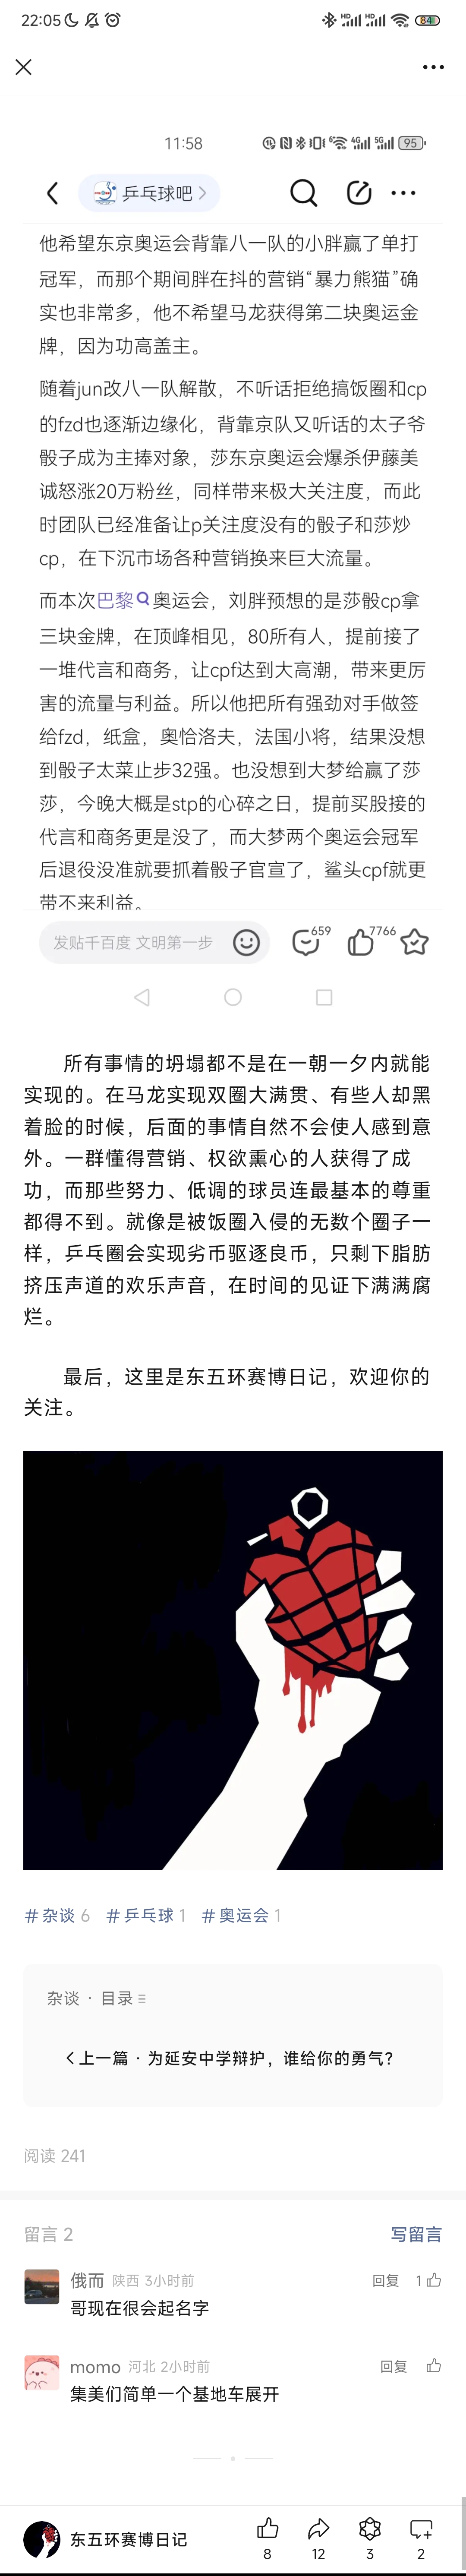 22:05
84
11:58
95
乒乓球吧
他希望东京奥运会背靠八一队的小胖赢了单打
冠军，而那个期间胖在抖的营销“暴力熊猫”确
实也非常多，他不希望马龙获得第二块奥运金
牌，因为功高盖主。
随着jun改八一队解散，不听话拒绝搞饭圈和cp
的fzd也逐渐边缘化，背靠京队又听话的太子爷
骰子成为主捧对象，莎东京奥运会爆杀伊藤美
诚怒涨20万粉丝，同样带来极大关注度，而此
时团队已经准备让p关注度没有的骰子和莎炒
cp，在下沉市场各种营销换来巨大流量。
而本次巴黎奥运会，刘胖预想的是莎骰cp拿
三块金牌，在顶峰相见，80所有人，提前接了
一堆代言和商务，让cpf达到大高潮，带来更厉
害的流量与利益。所以他把所有强劲对手做签
给fzd，纸盒，奥恰洛夫，法国小将，结果没想
到骰子太菜止步32强。也没想到大梦给赢了莎
莎，今晚大概是stp的心碎之日，提前买股接的
代言和商务更是没了，而大梦两个奥运会冠军
后退役没准就要抓着骰子官宣了，鲨头cpf就更
带不来利益。
发贴千百度 文明第一步
659
7766
所有事情的坍塌都不是在一朝一夕内就能
实现的。在马龙实现双圈大满贯、有些人却黑
着脸的时候，后面的事情自然不会使人感到意
外。一群懂得营销、权欲熏心的人获得了成
功，而那些努力、低调的球员连最基本的尊重
都得不到。就像是被饭圈入侵的无数个圈子一
样，乒乓圈会实现劣币驱逐良币，只剩下脂肪
挤压声道的欢乐声音，在时间的见证下满满腐
烂。
最后，这里是东五环赛博日记，欢迎你的
关注。
#杂谈 6 #乒乓球 1 #奥运会 1
杂谈 · 目录
上一篇 · 为延安中学辩护，谁给你的勇气？
阅读 241
留言 2 写留言
俄而 陕西 3小时前 回复 1
哥现在很会起名字
momo 河北 2小时前 回复
集美们简单一个基地车展开
东五环赛博日记
8 12 3 2